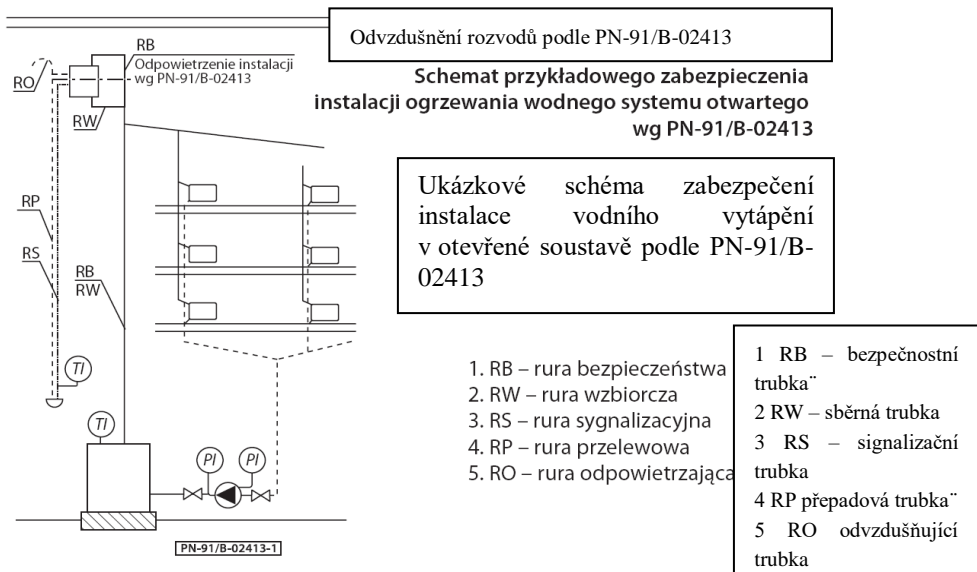 Odvzdušnění rozvodů podle PN-91/B-02413
RB
Odpowietrzenie instalacji
wg PN-91/B-02413
RO
RW
Schemat przykładowego zabezpieczenia
instalacji ogrzewania wodnego systemu otwartego
wg PN-91/B-02413
Ukázkové schéma zabezpečení
instalace vodního vytápění
v otevřené soustavě podle PN-91/B-
02413
RP
RS
RB
RW
TI
TI
PI
PI
1. RB – rura bezpieczeństwa
2. RW – rura wzbiorcza
3. RS – rura sygnalizacyjna
4. RP – rura przelewowa
5. RO – rura odpowietrzająca
1 RB – bezpečnostní
trubka¨
2 RW – sběrná trubka
3 RS – signalizační
trubka
4 RP přepadová trubka¨
5 RO odvzdušňující
trubka
PN-91/B-02413-1